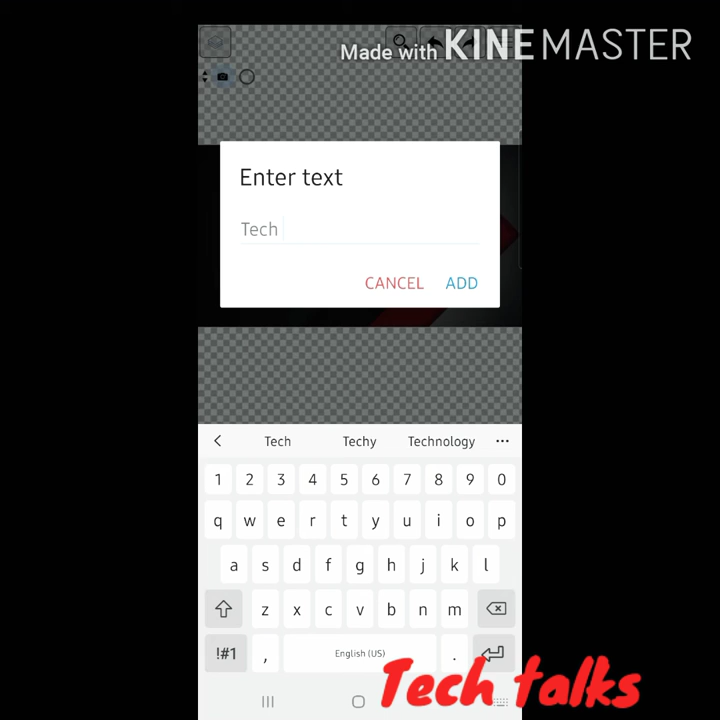 Made with KINEMASTER
Enter text
Tech
CANCEL ADD
Tech Techy Technology ...
1 2 3 4 5 6 7 8 9 0
q w e r t y u i o p
a s d f g h j k l
z x c v b n m
!#1 , English (US) .
Tech talks